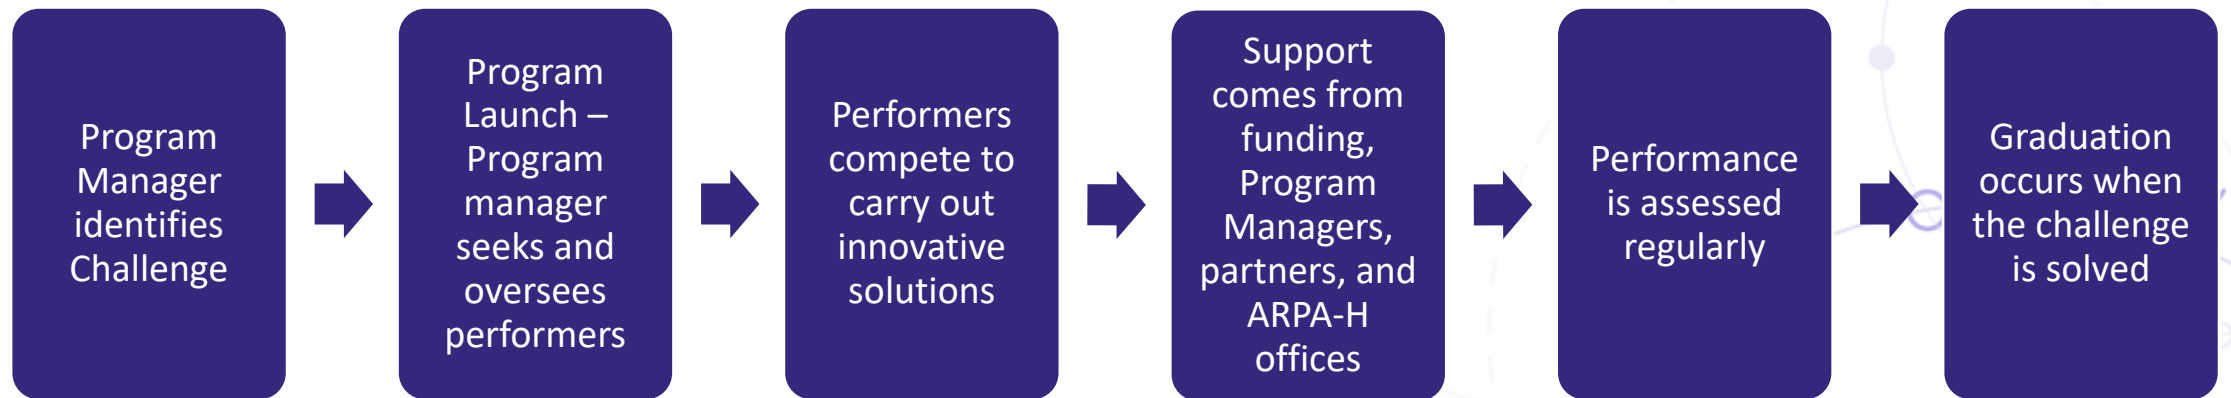 Program
Manager
identifies
Challenge
Program
Launch –
Program
manager
seeks and
oversees
performers
Performers
compete to
carry out
innovative
solutions
Support
comes from
funding,
Program
Managers,
partners, and
ARPA-H
offices
Performance
is assessed
regularly
Graduation
occurs when
the challenge
is solved